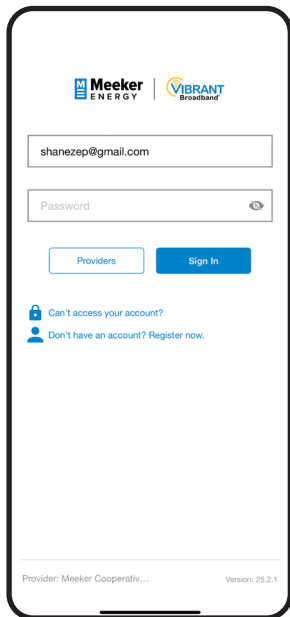 Meeker ENERGY | VIBRANT Broadband
shanezep@gmail.com
Password
Providers Sign In
Can't access your account?
Don't have an account? Register now.
Provider: Meeker Cooperativ... Version: 25.2.1